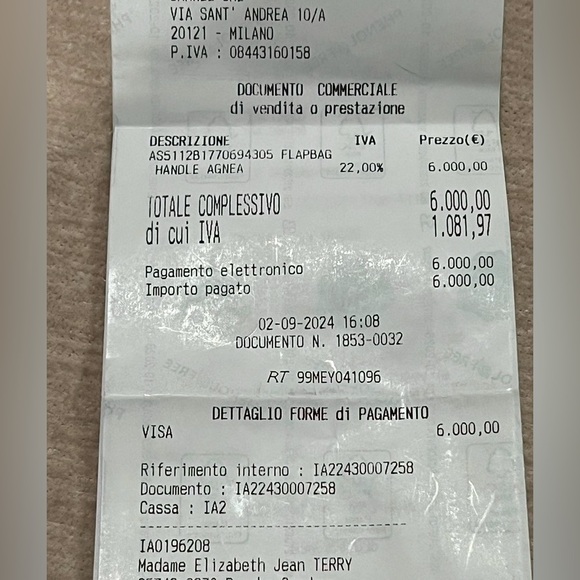 VIA SANT' ANDREA 10/A
20121 - MILANO
P.IVA : 08443160158
DOCUMENTO COMMERCIALE
di vendita o prestazione
DESCRIZIONE IVA Prezzo(€)
AS5112B1770694305 FLAPBAG
HANDLE AGNEA 22,00% 6.000,00
TOTALE COMPLESSIVO 6.000,00
di cui IVA 1.081,97
Pagamento elettronico 6.000,00
Importo pagato 6.000,00
02-09-2024 16:08
DOCUMENTO N. 1853-0032
RT 99MEY041096
DETTAGLIO FORME di PAGAMENTO
VISA 6.000,00
Riferimento interno : IA22430007258
Documento : IA22430007258
Cassa : IA2
IA0196208
Madame Elizabeth Jean TERRY